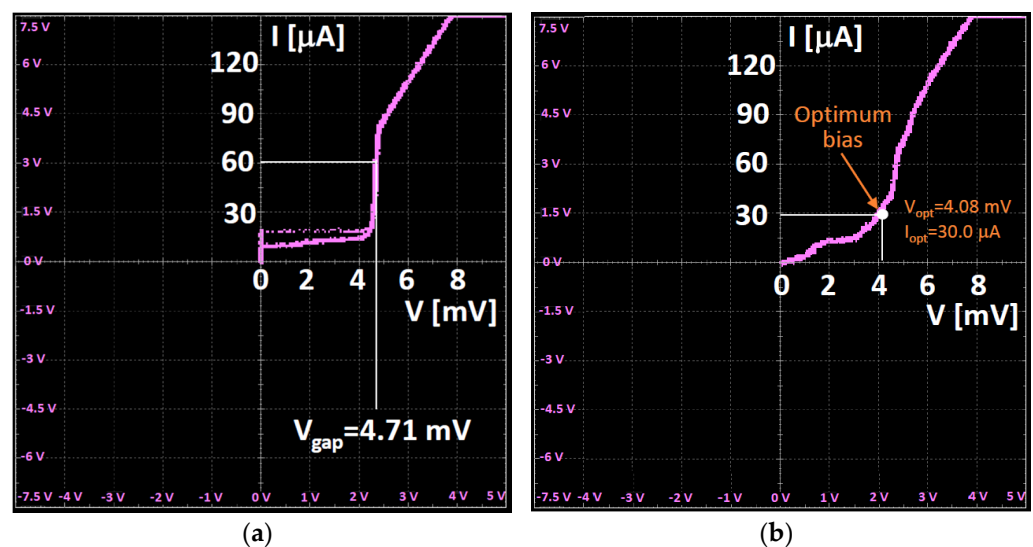 7.5 V
I [μA]
6 V
120
4.5 V
90
3 V
60
1.5 V
30
0 V
0 2 4 6 8
-1.5 V
V [mV]
-3 V
-4.5 V
V_gap=4.71 mV
-6 V
-7.5 V -4 V -3 V -2 V -1 V 0 V 1 V 2 V 3 V 4 V 5 V
(a)
7.5 V
I [μA]
6 V
120
4.5 V
90
Optimum
bias
3 V
60
1.5 V
30
V_opt=4.08 mV
I_opt=30.0 μA
0 V
0 2 4 6 8
-1.5 V
V [mV]
-3 V
-4.5 V
-6 V
-7.5 V -4 V -3 V -2 V -1 V 0 V 1 V 2 V 3 V 4 V 5 V
(b)